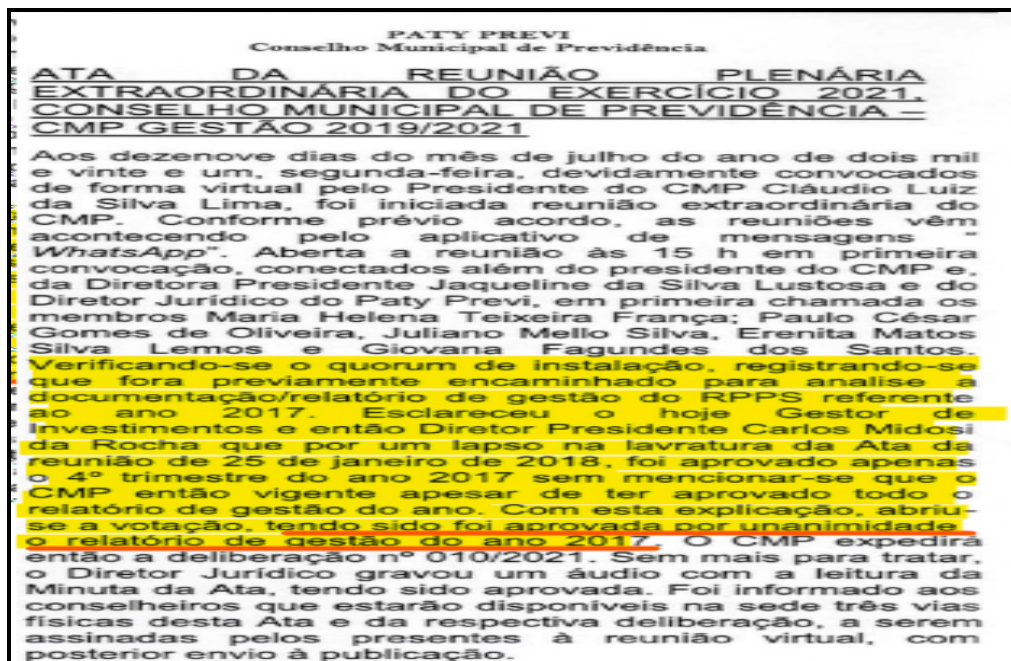 PATY PREVI
Conselho Municipal de Previdência
ATA DA REUNIÃO PLENÁRIA
EXTRAORDINÁRIA DO EXERCÍCIO 2021,
CONSELHO MUNICIPAL DE PREVIDÊNCIA –
CMP GESTÃO 2019/2021
Aos dezenove dias do mês de julho do ano de dois mil
e vinte e um, segunda-feira, devidamente convocados
de forma virtual pelo Presidente do CMP Cláudio Luiz
da Silva Lima, foi iniciada reunião extraordinária do
CMP. Conforme prévio acordo, as reuniões vêm
acontecendo pelo aplicativo de mensagens "
WhatsApp". Aberta a reunião às 15 h em primeira
convocação, conectados além do presidente do CMP e,
da Diretora Presidente Jaqueline da Silva Lustosa e do
Diretor Jurídico do Paty Previ, em primeira chamada os
membros Maria Helena Teixeira França; Paulo César
Gomes de Oliveira, Juliano Mello Silva, Erenita Matos
Silva Lemos e Giovana Fagundes dos Santos.
Verificando-se o quorum de instalação, registrando-se
que fora previamente encaminhado para analise a
documentação/relatório de gestão do RPPS referente
ao ano 2017. Esclareceu o hoje Gestor de
Investimentos e então Diretor Presidente Carlos Midosi
da Rocha que por um lapso na lavratura da Ata da
reunião de 25 de janeiro de 2018, foi aprovado apenas
o 4º trimestre do ano 2017 sem mencionar-se que o
CMP então vigente apesar de ter aprovado todo o
relatório de gestão do ano. Com esta explicação, abriu-
se a votação, tendo sido foi aprovada por unanimidade
o relatório de gestão do ano 2017. O CMP expedirá
então a deliberação nº 010/2021. Sem mais para tratar,
o Diretor Jurídico gravou um áudio com a leitura da
Minuta da Ata, tendo sido aprovada. Foi informado aos
conselheiros que estarão disponíveis na sede três vias
físicas desta Ata e da respectiva deliberação, a serem
assinadas pelos presentes à reunião virtual, com
posterior envio à publicação.